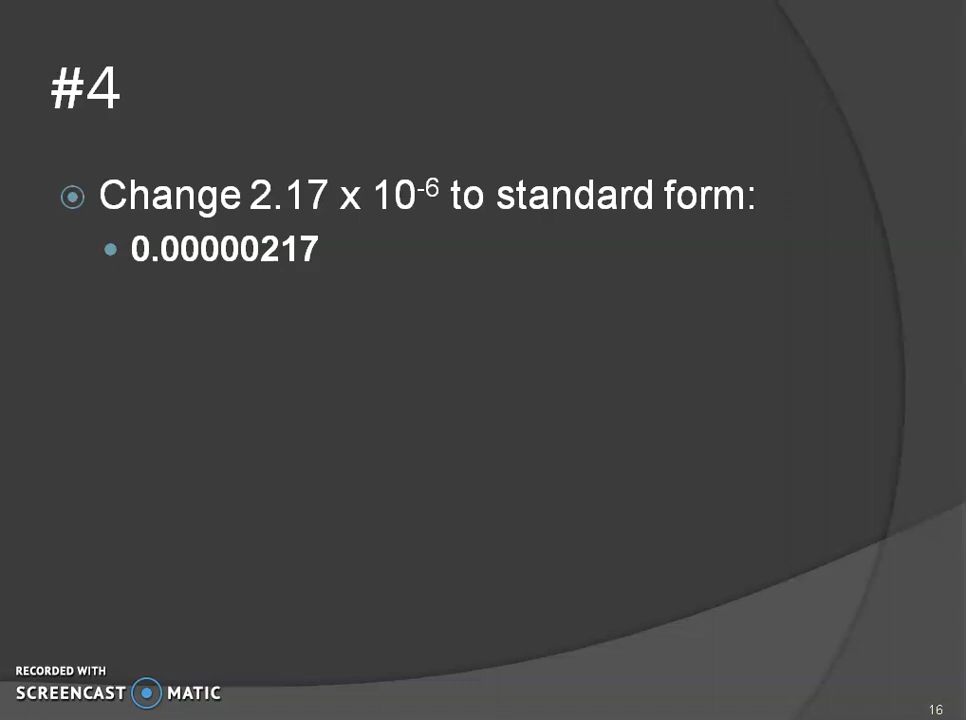 #4
Change 2.17 x 10⁻⁶ to standard form:
0.00000217
RECORDED WITH
SCREENCAST MATIC
16